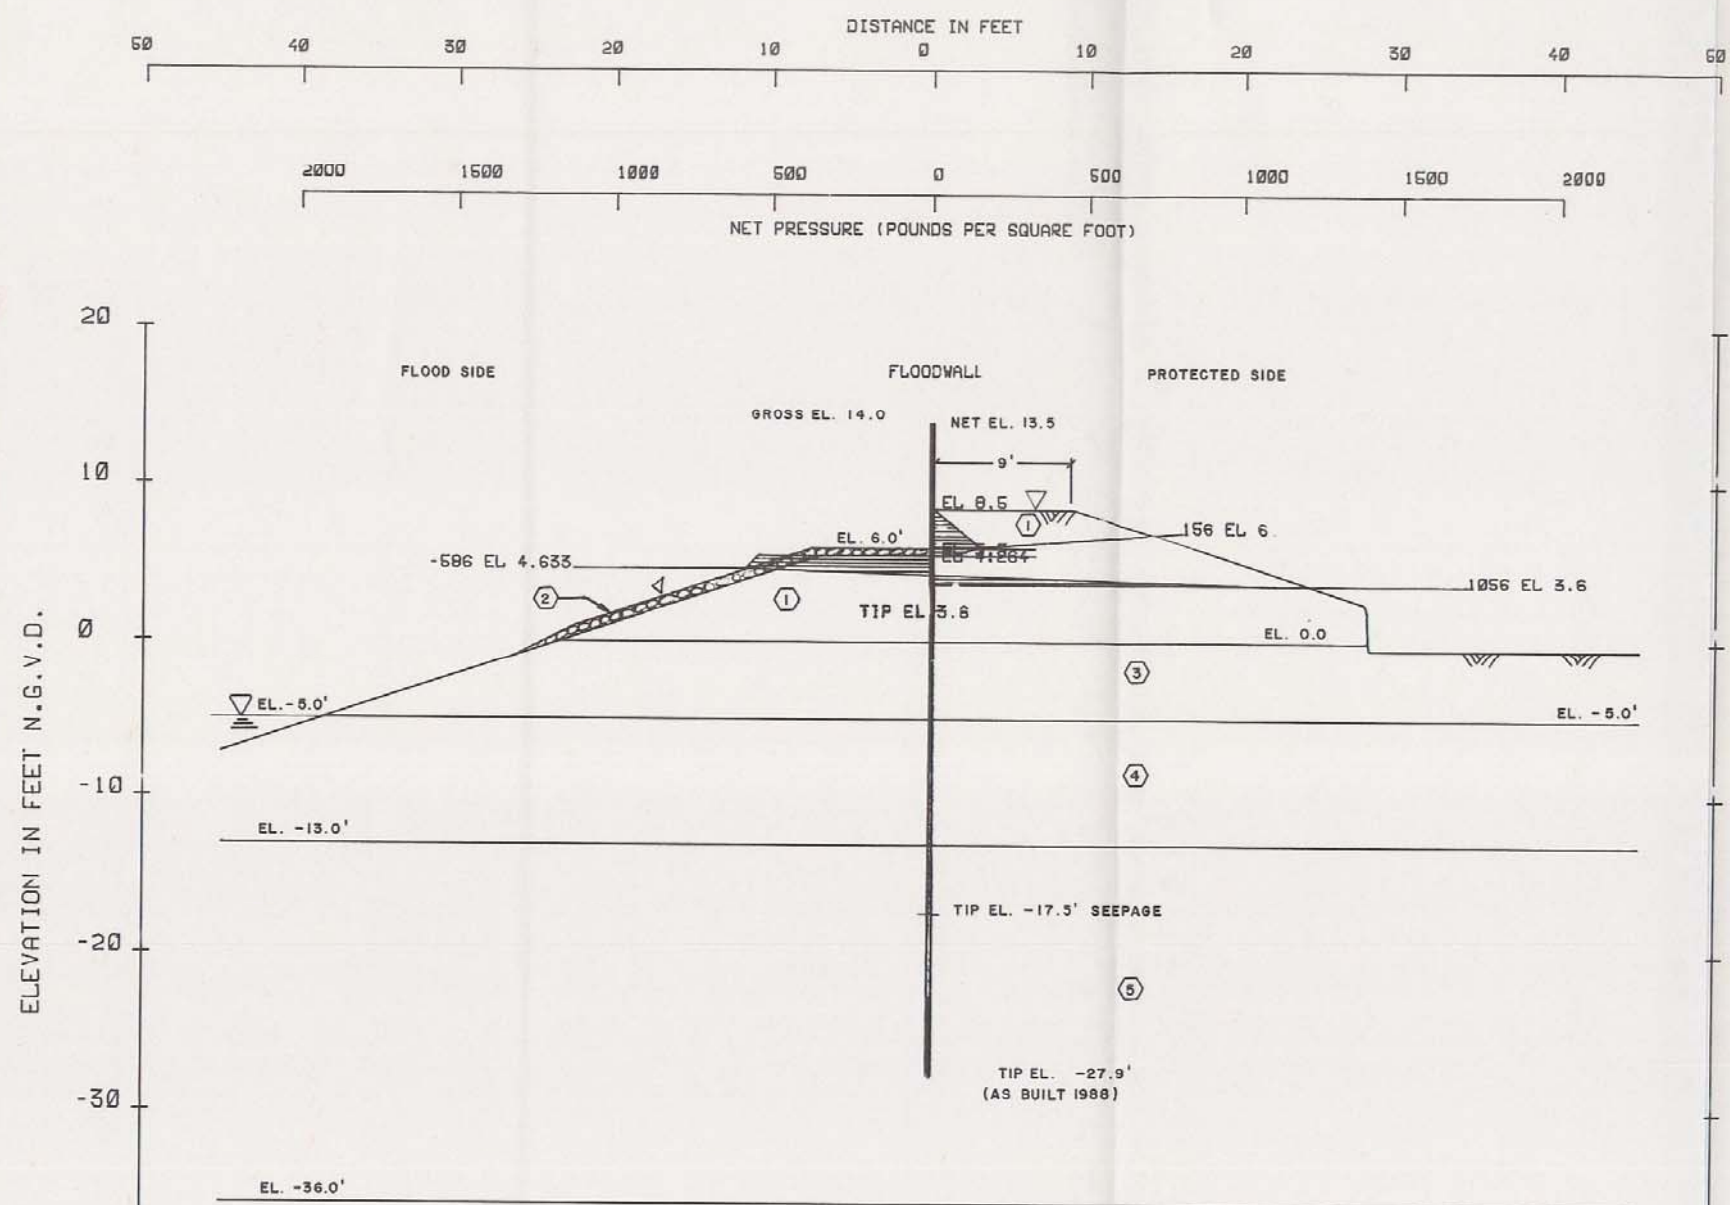 DISTANCE IN FEET
50 40 30 20 10 0 10 20 30 40 50
2000 1500 1000 500 0 500 1000 1500 2000
NET PRESSURE (POUNDS PER SQUARE FOOT)
20
FLOOD SIDE
FLOODWALL
PROTECTED SIDE
GROSS EL. 14.0
NET EL. 13.5
9'
10
EL 8.5
1
156 EL 6.
EL. 6.0'
EL 4.264
-586 EL 4.633
1056 EL 3.6
2
1
TIP EL 3.6
0
EL. 0.0
3
EL. -5.0'
EL. -5.0'
4
-10
EL. -13.0'
TIP EL. -17.5' SEEPAGE
-20
5
TIP EL. -27.9'
(AS BUILT 1988)
-30
EL. -36.0'
ELEVATION IN FEET N.G.V.D.